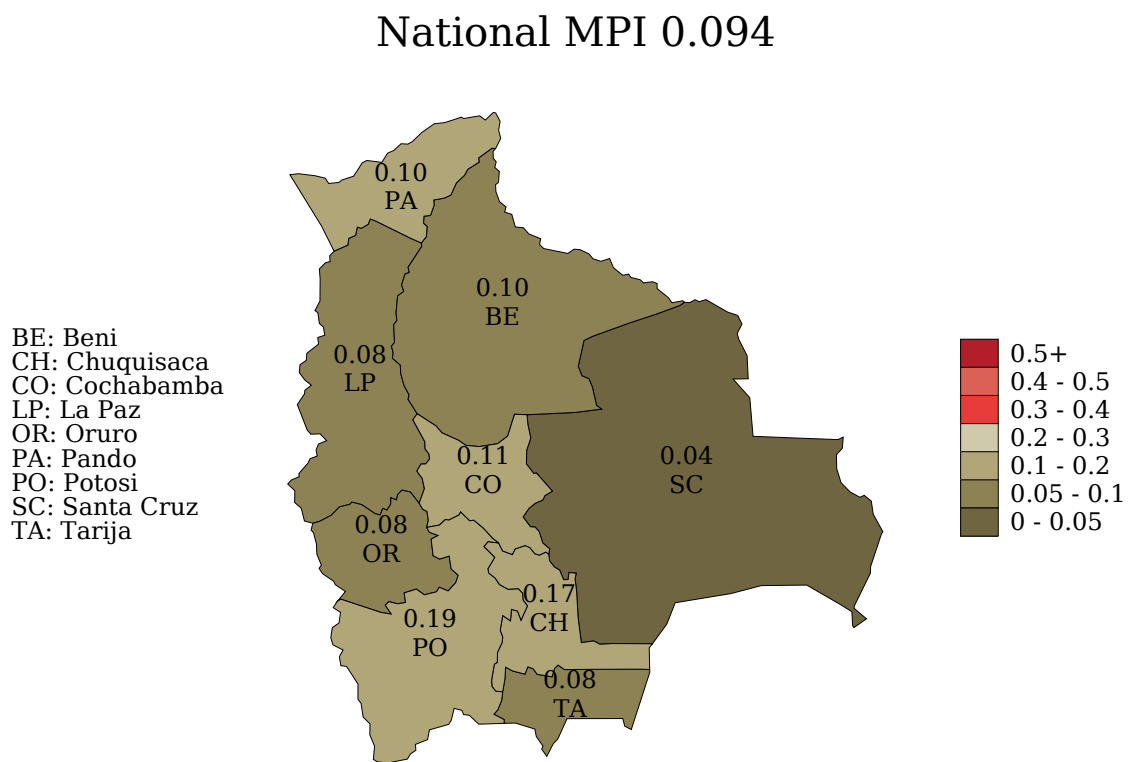 National MPI 0.094
0.10
PA
0.10
BE
0.08
LP
0.11
CO
0.04
SC
0.08
OR
0.17
CH
0.19
PO
0.08
TA
BE: Beni
CH: Chuquisaca
CO: Cochabamba
LP: La Paz
OR: Oruro
PA: Pando
PO: Potosi
SC: Santa Cruz
TA: Tarija
0.5+
0.4 - 0.5
0.3 - 0.4
0.2 - 0.3
0.1 - 0.2
0.05 - 0.1
0 - 0.05